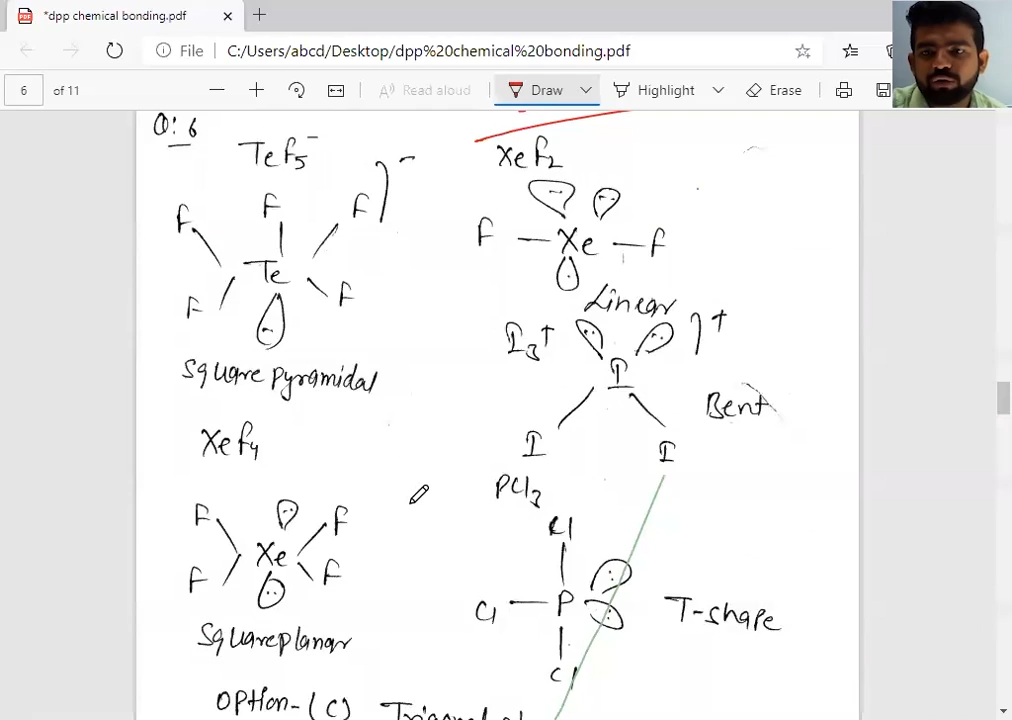 *dpp chemical bonding.pdf
File C:/Users/abcd/Desktop/dpp%20chemical%20bonding.pdf
6 of 11
Read aloud
Draw
Highlight
Erase
Q:6
TeF5⁻
F F F ]⁻
Te
F F
Square pyramidal
XeF4
F F
Xe
F F
Squareplanar
Option-(C)
XeF2
F — Xe — F
Linear
I3⁺ ]⁺
I
I I
Bent
PCl3
Cl
Cl — P
Cl
T-shape